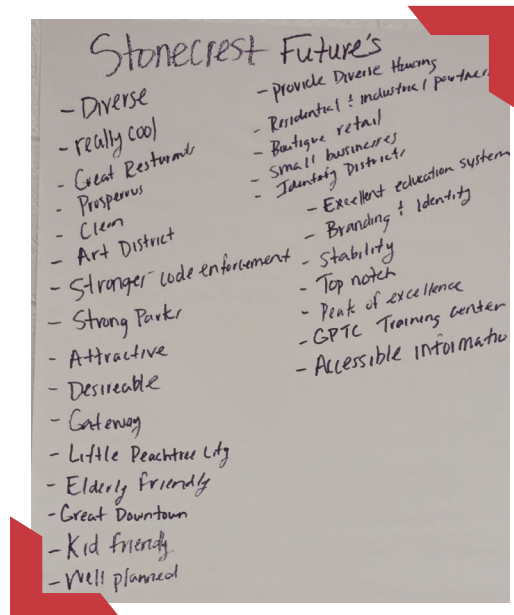 Stonecrest Future's
- Diverse
- really cool
- Great Resturants
- Prosperous
- Clean
- Art District
- Stronger code enforcement
- Strong Parks
- Attractive
- Desireable
- Gateway
- Little Peachtree City
- Elderly Friendly
- Great Downtown
- Kid friendly
- Well planned
- provide Diverse Housing
- Residential & industrial partner
- Boutique retail
- Small businesses
- Identify Districts
- Excellent education system
- Branding & Identity
- Stability
- Top notch
- Peak of excellence
- GPTC Training center
- Accessible informatio